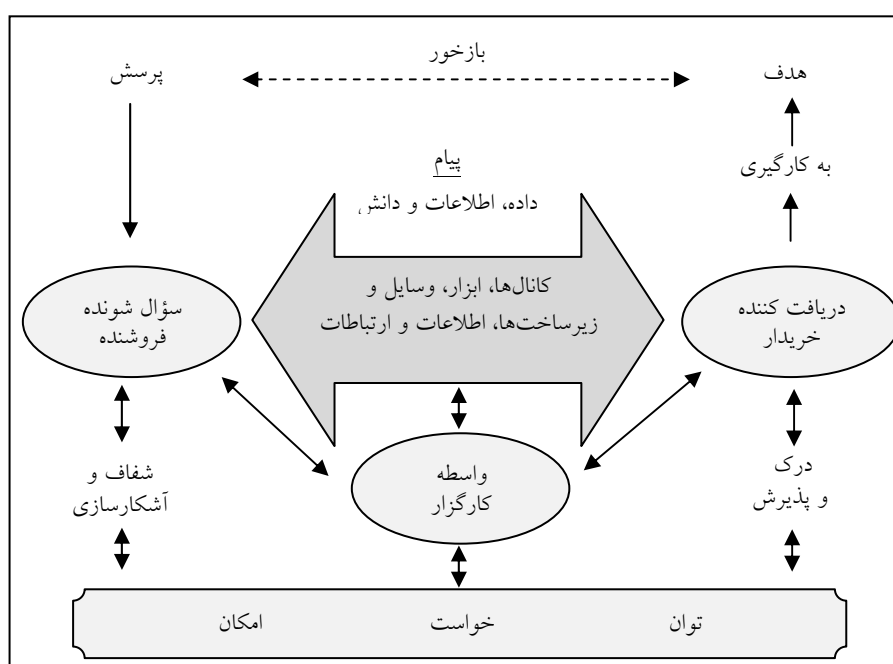 بازخور
هدف
پرسش
به کارگیری
پیام
داده، اطلاعات و دانش
کانال‌ها، ابزار، وسایل و
زیرساخت‌ها، اطلاعات و ارتباطات
دریافت کننده
خریدار
سؤال شونده
فروشنده
واسطه
کارگزار
درک
و پذیرش
شفاف و
آشکارسازی
توان
خواست
امکان